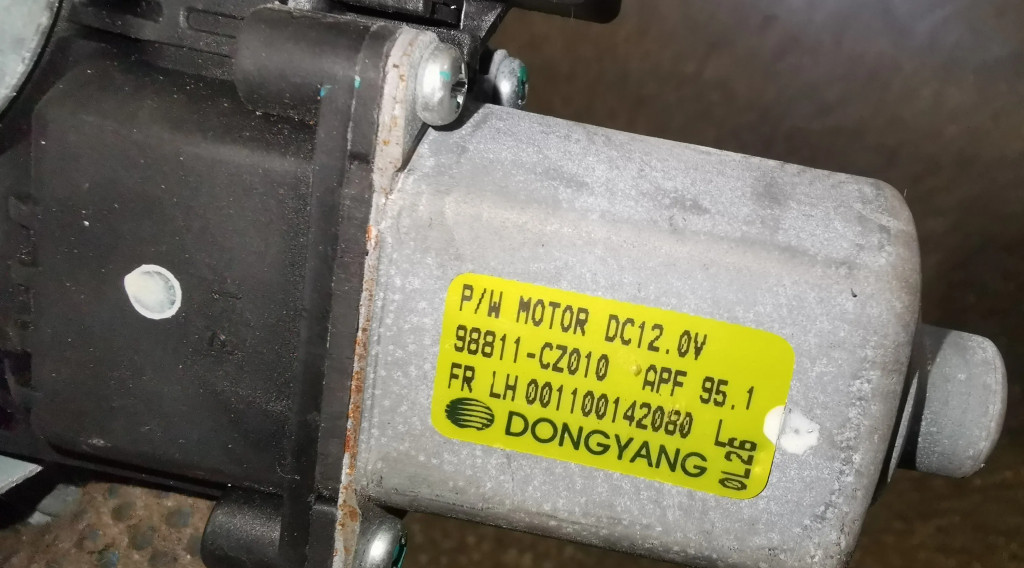 P/W MOTOR DC12.0V
98811-CZ010 APF 95.1
FR LH 001100142080 L
DONGYANG
0L26